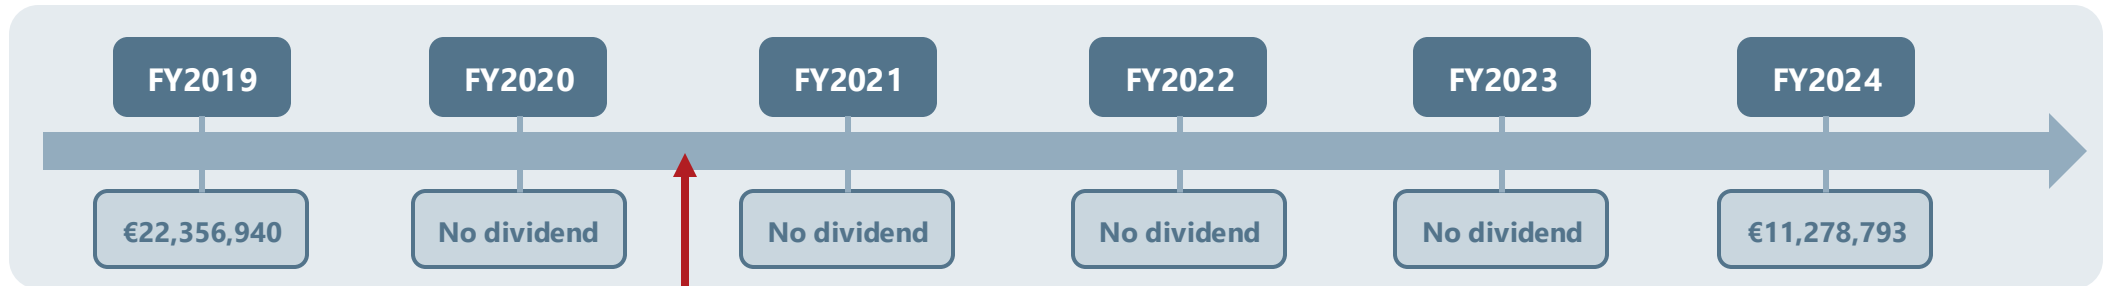 FY2019 FY2020 FY2021 FY2022 FY2023 FY2024
€22,356,940 No dividend No dividend No dividend No dividend €11,278,793